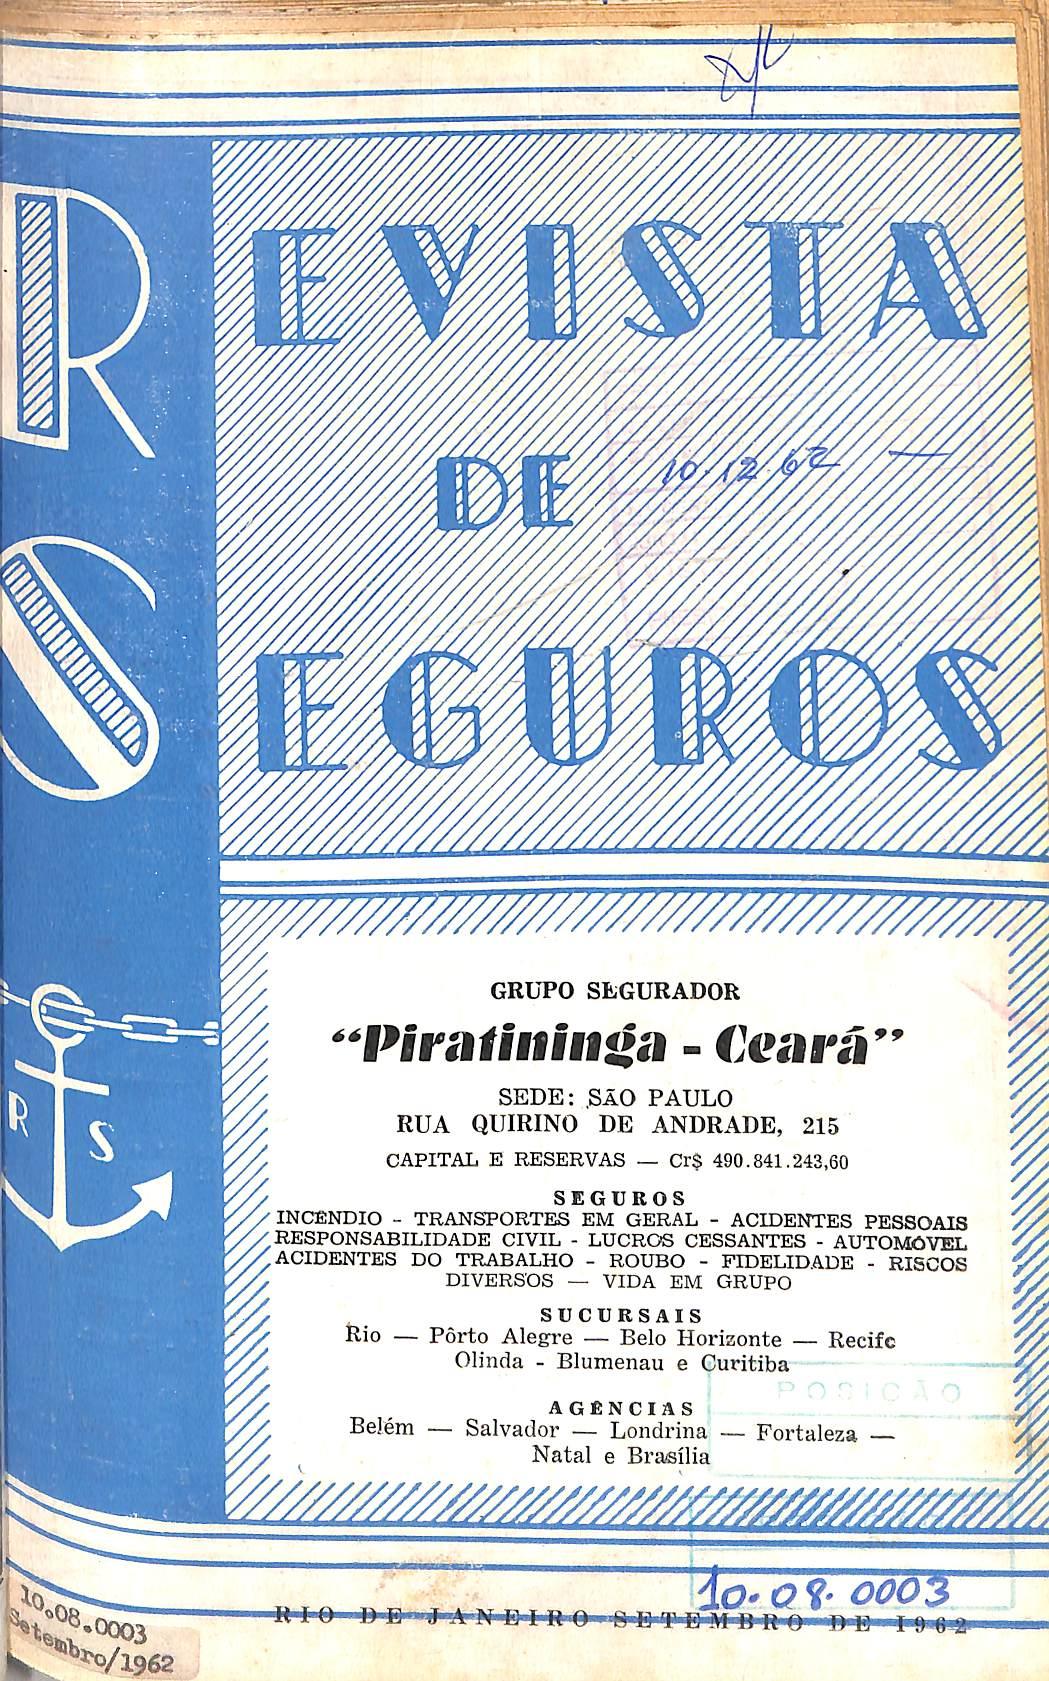 REVISTA
DE
10.12.62
SEGUROS
R S
GRUPO SEGURADOR
“Piratininga - Ceará”
SEDE: SÃO PAULO
RUA QUIRINO DE ANDRADE, 215
CAPITAL E RESERVAS — Cr$ 490.841.243,60
SEGUROS
INCÊNDIO - TRANSPORTES EM GERAL - ACIDENTES PESSOAIS
RESPONSABILIDADE CIVIL - LUCROS CESSANTES - AUTOMÓVEL
ACIDENTES DO TRABALHO - ROUBO - FIDELIDADE - RISCOS
DIVERSOS — VIDA EM GRUPO
SUCURSAIS
Rio — Pôrto Alegre — Belo Horizonte — Recife
Olinda - Blumenau e Curitiba
POSIÇÃO
AGÊNCIAS
Belém — Salvador — Londrina — Fortaleza —
Natal e Brasília
10.08.0003
RIO DE JANEIRO SETEMBRO DE 1962
10.08.0003
Setembro/1962